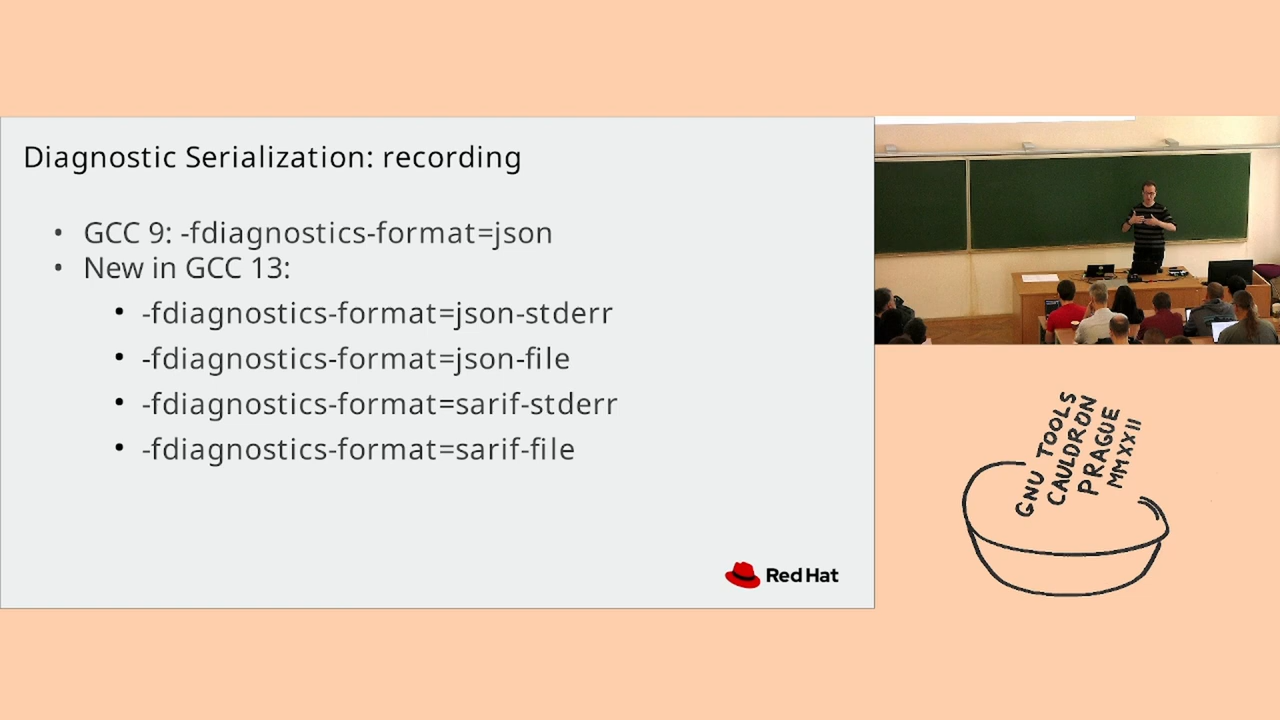 Diagnostic Serialization: recording
• GCC 9: -fdiagnostics-format=json
• New in GCC 13:
• -fdiagnostics-format=json-stderr
• -fdiagnostics-format=json-file
• -fdiagnostics-format=sarif-stderr
• -fdiagnostics-format=sarif-file
Red Hat
GNU TOOLS
CAULDRON
PRAGUE
MMXXII